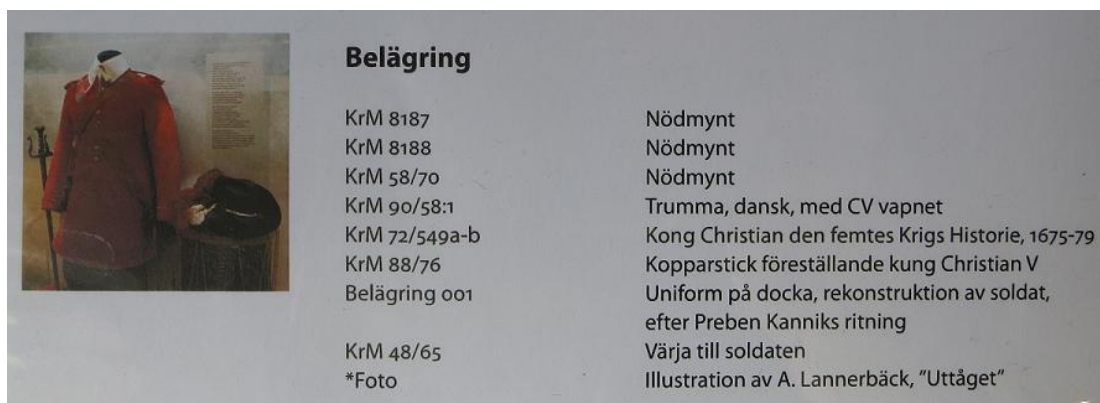 Belägring
KrM 8187 Nödmynt
KrM 8188 Nödmynt
KrM 58/70 Nödmynt
KrM 90/58:1 Trumma, dansk, med CV vapnet
KrM 72/549a-b Kong Christian den femtes Krigs Historie, 1675-79
KrM 88/76 Kopparstick föreställande kung Christian V
Belägring 001 Uniform på docka, rekonstruktion av soldat,
efter Preben Kanniks ritning
KrM 48/65 Värja till soldaten
*Foto Illustration av A. Lannerbäck, ”Uttåget”